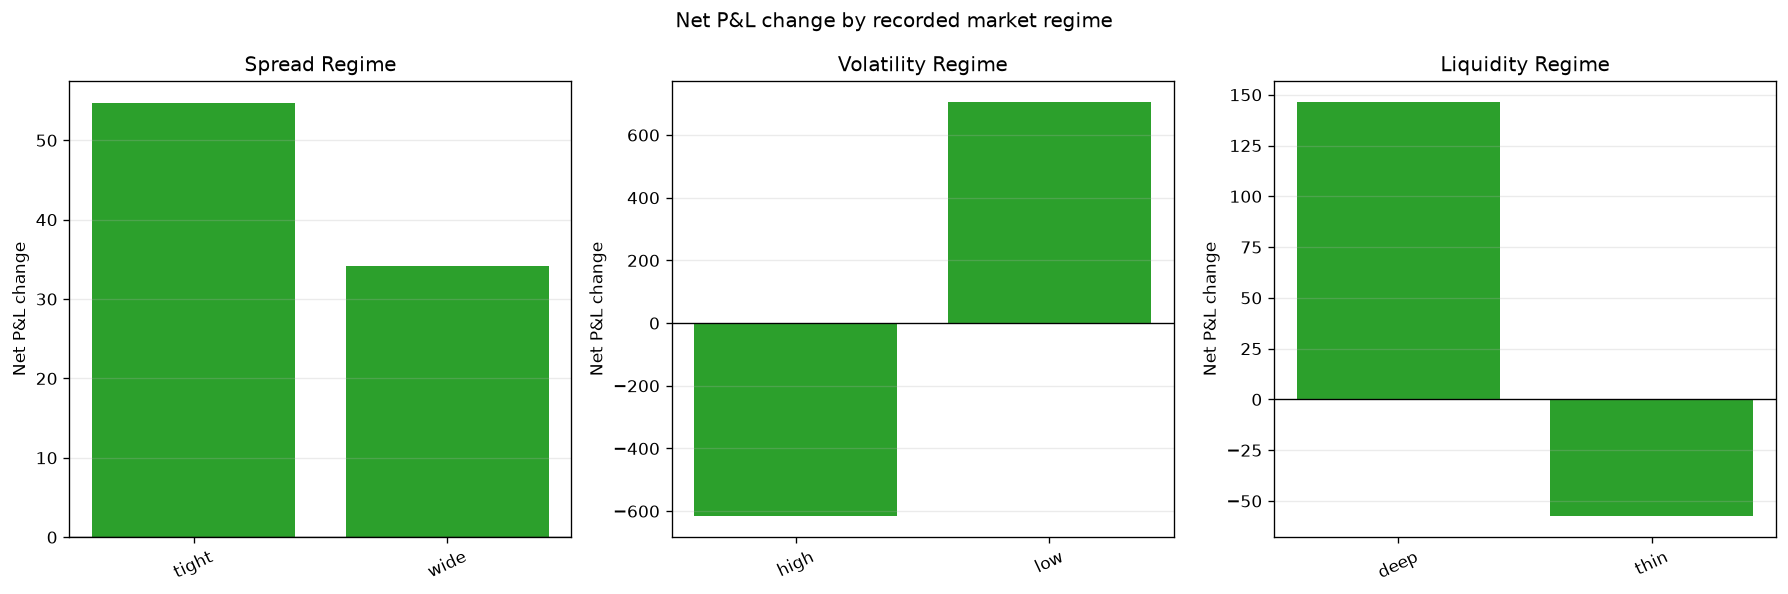 Net P&L change by recorded market regime
Spread Regime
Net P&L change
50
40
30
20
10
0
tight
wide
Volatility Regime
Net P&L change
600
400
200
0
−200
−400
−600
high
low
Liquidity Regime
Net P&L change
150
125
100
75
50
25
0
−25
−50
deep
thin